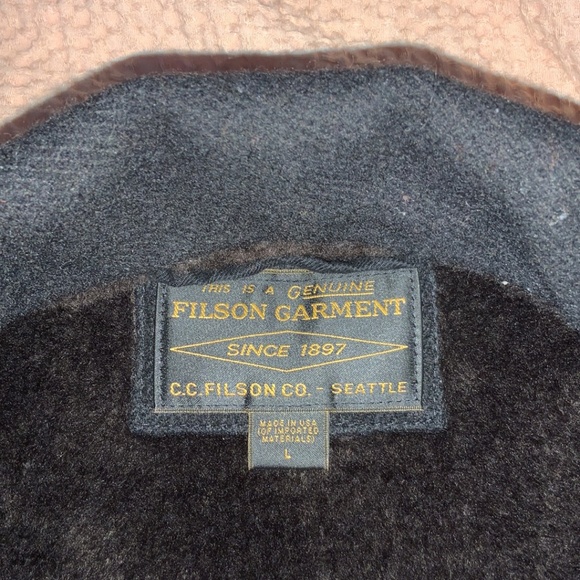 THIS IS A GENUINE
FILSON GARMENT
SINCE 1897
C.C. FILSON CO. - SEATTLE
MADE IN USA
(OF IMPORTED
MATERIALS)
L